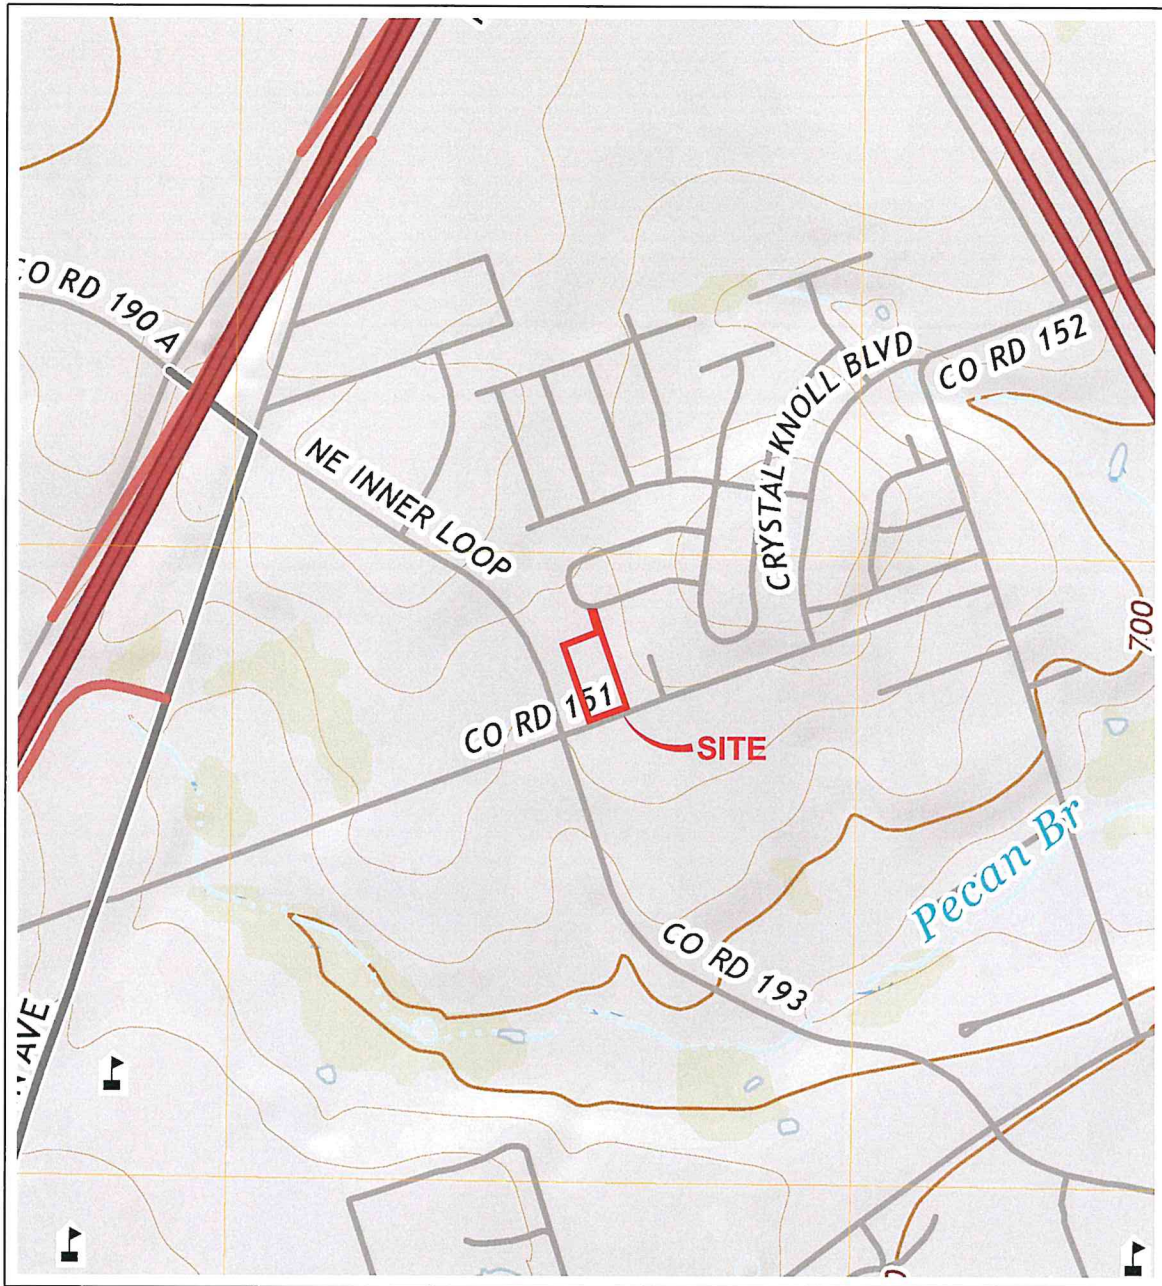 CO RD 190 A
CO RD 152
CRYSTAL KNOLL BLVD
NE INNER LOOP
700
CO RD 151
SITE
Pecan Br
CO RD 193
AVE